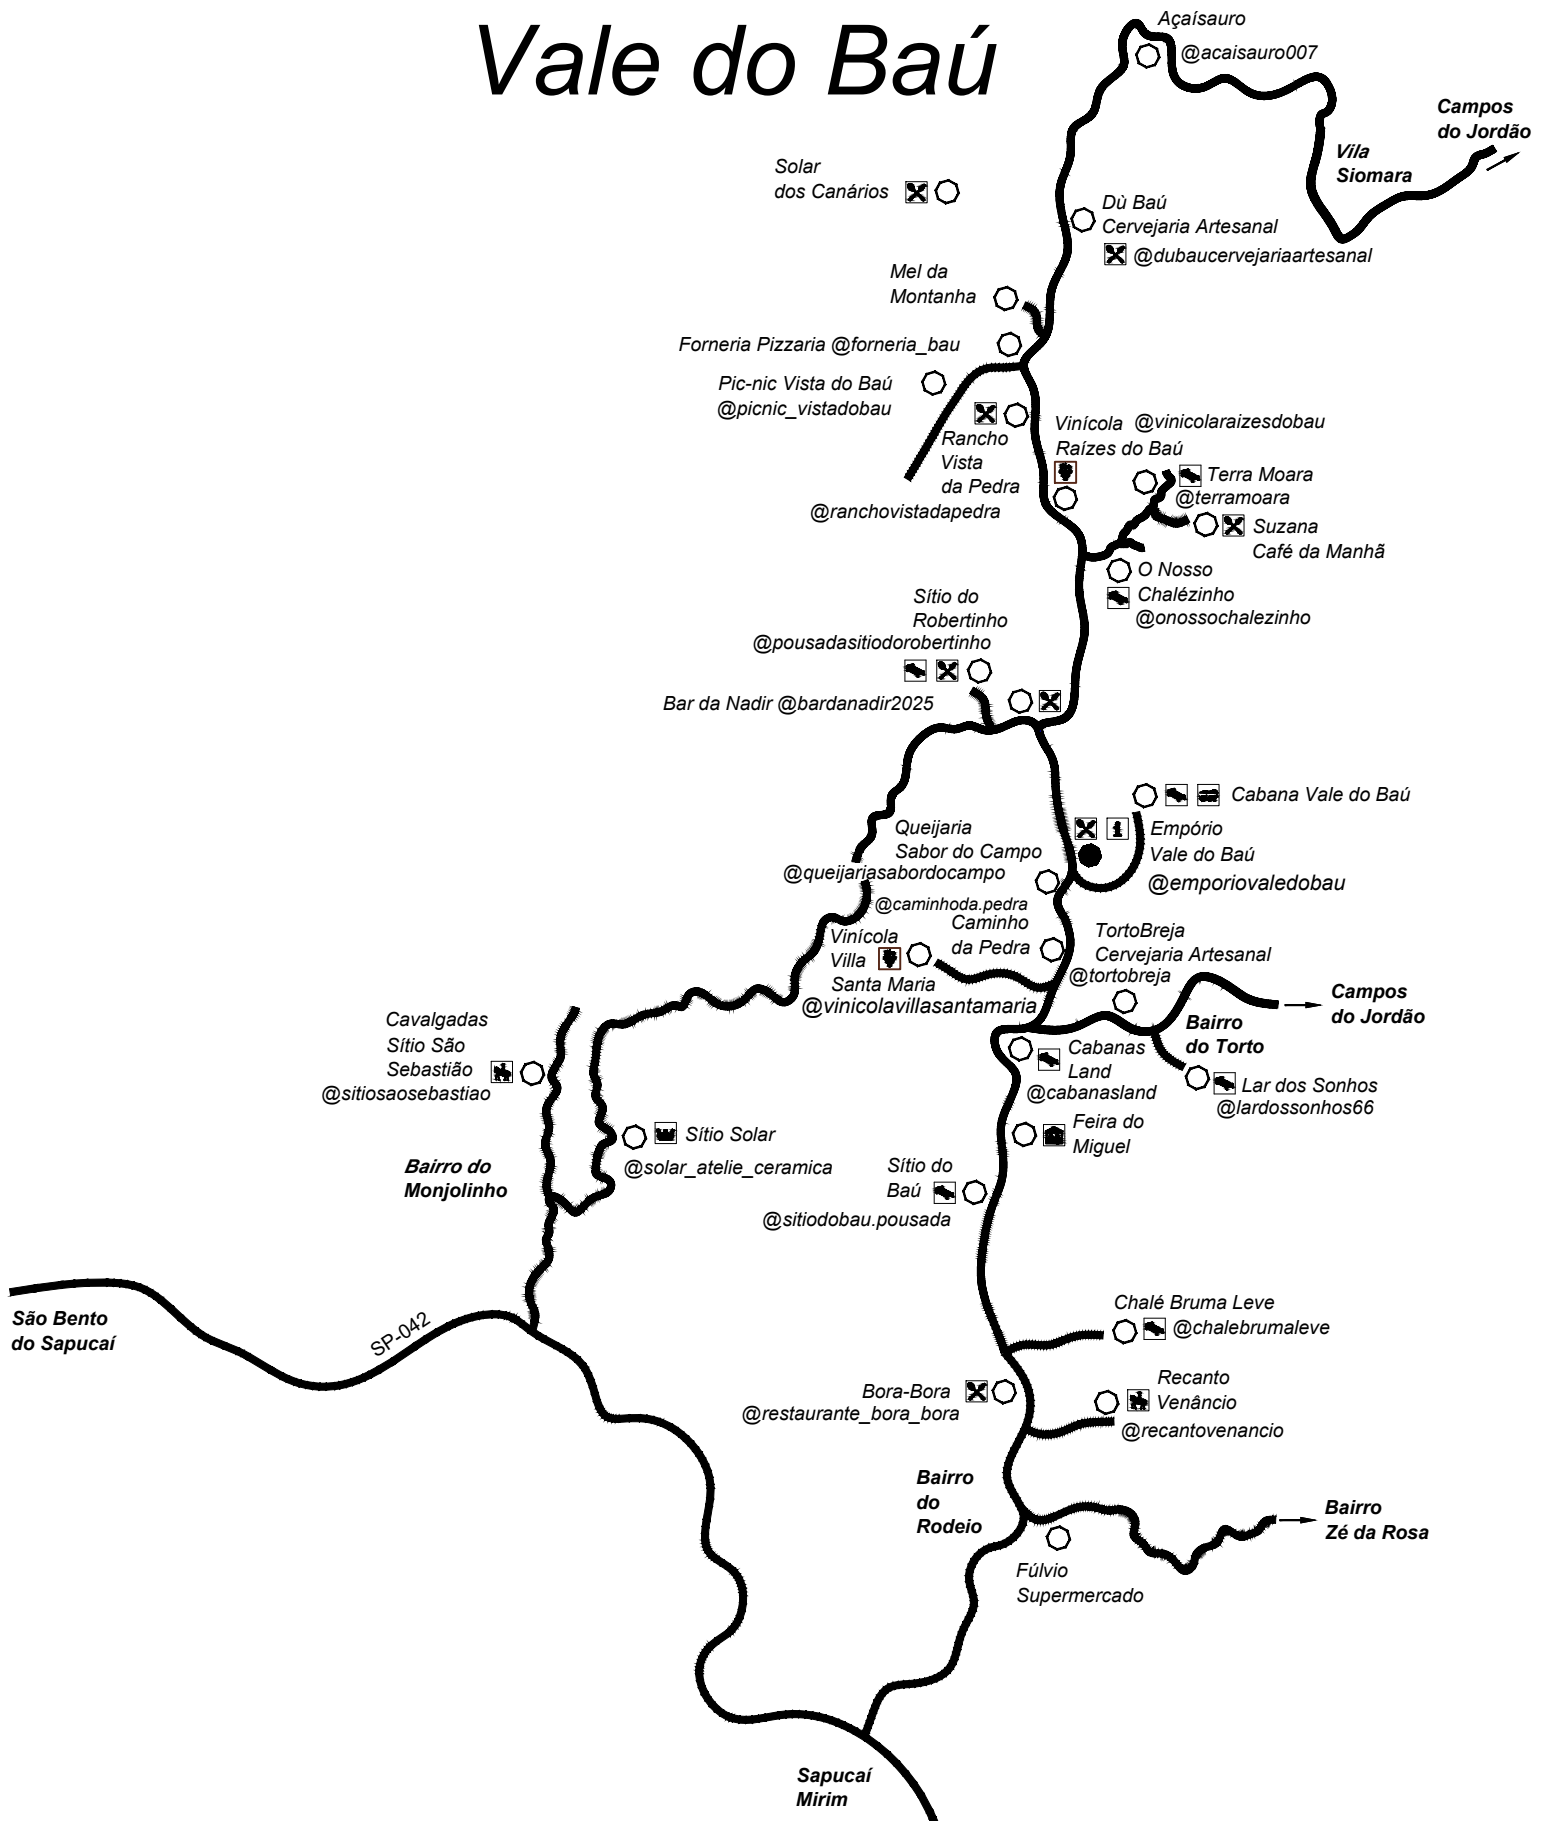 Vale do Baú
Açaísauro
@acaisauro007
Campos
do Jordão
Vila
Siomara
Solar
dos Canários
Dù Baú
Cervejaria Artesanal
@dubaucervejariaartesanal
Mel da
Montanha
Forneria Pizzaria @forneria_bau
Pic-nic Vista do Baú
@picnic_vistadobau
Rancho
Vista
da Pedra
@ranchovistadapedra
Vinícola @vinicolaraizesdobau
Raízes do Baú
Terra Moara
@terramoara
Suzana
Café da Manhã
O Nosso
Chalézinho
@onossochalezinho
Sítio do
Robertinho
@pousadasitiodorobertinho
Bar da Nadir @bardanadir2025
Cabana Vale do Baú
Empório
Vale do Baú
@emporiovaledobau
Queijaria
Sabor do Campo
@queijariasabordocampo
@caminhoda.pedra
Caminho
da Pedra
Vinícola
Villa
Santa Maria
@vinicolavillasantamaria
TortoBreja
Cervejaria Artesanal
@tortobreja
Campos
do Jordão
Bairro
do Torto
Cavalgadas
Sítio São
Sebastião
@sitiosaosebastiao
Cabanas
Land
@cabanasland
Lar dos Sonhos
@lardossonhos66
Feira do
Miguel
Sítio Solar
@solar_atelie_ceramica
Bairro do
Monjolinho
Sítio do
Baú
@sitiodobau.pousada
São Bento
do Sapucaí
SP-042
Chalé Bruma Leve
@chalebrumaleve
Bora-Bora
@restaurante_bora_bora
Recanto
Venâncio
@recantovenancio
Bairro
do
Rodeio
Bairro
Zé da Rosa
Fúlvio
Supermercado
Sapucaí
Mirim